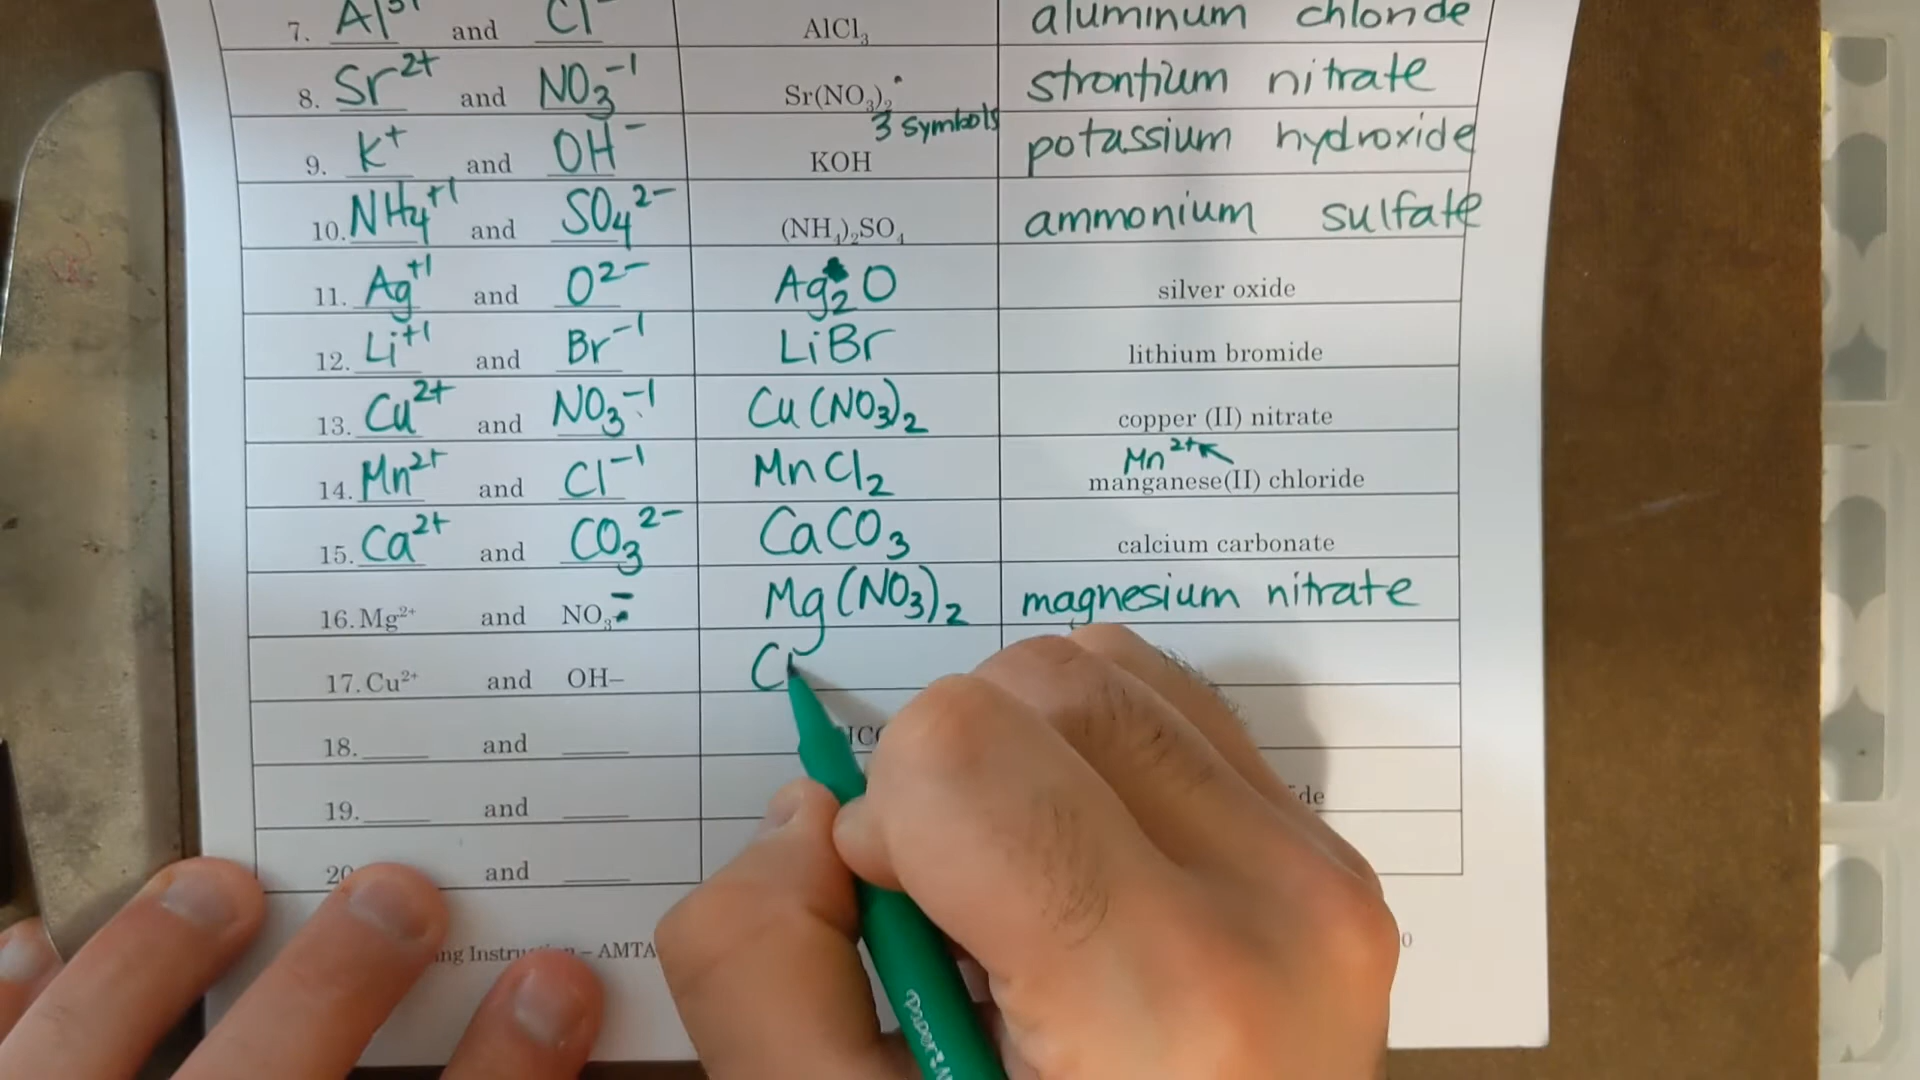 7. Al³⁺ and Cl⁻ AlCl₃ aluminum chloride
8. Sr²⁺ and NO₃⁻¹ Sr(NO₃)₂ strontium nitrate
3 symbols
9. K⁺ and OH⁻ KOH potassium hydroxide
10. NH₄⁺¹ and SO₄²⁻ (NH₄)₂SO₄ ammonium sulfate
11. Ag⁺¹ and O²⁻ Ag₂O silver oxide
12. Li⁺¹ and Br⁻¹ LiBr lithium bromide
13. Cu²⁺ and NO₃⁻¹ Cu(NO₃)₂ copper (II) nitrate
Mn²⁺
14. Mn²⁺ and Cl⁻¹ MnCl₂ manganese(II) chloride
15. Ca²⁺ and CO₃²⁻ CaCO₃ calcium carbonate
16. Mg²⁺ and NO₃⁻ Mg(NO₃)₂ magnesium nitrate
17. Cu²⁺ and OH– C
18. and
19. and
20 and
– AMTA